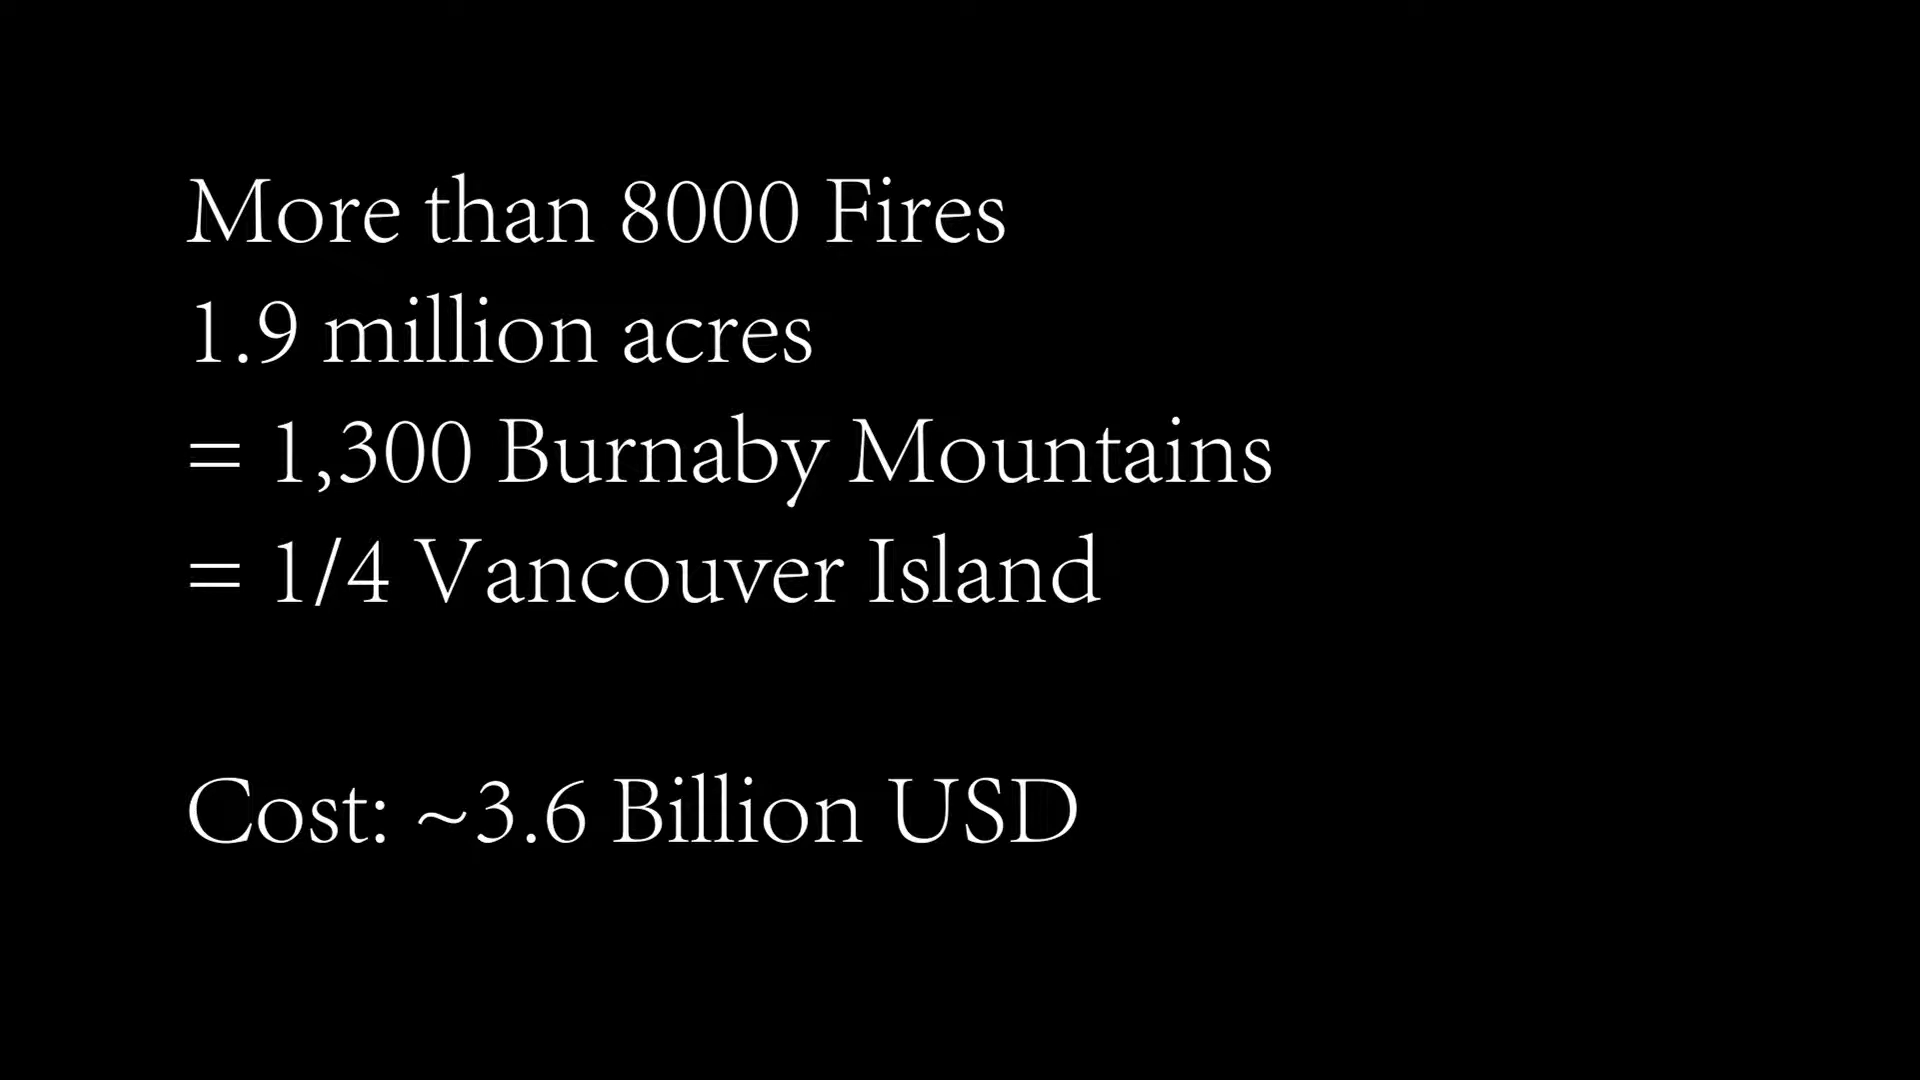 More than 8000 Fires
1.9 million acres
= 1,300 Burnaby Mountains
= 1/4 Vancouver Island
Cost: ~3.6 Billion USD